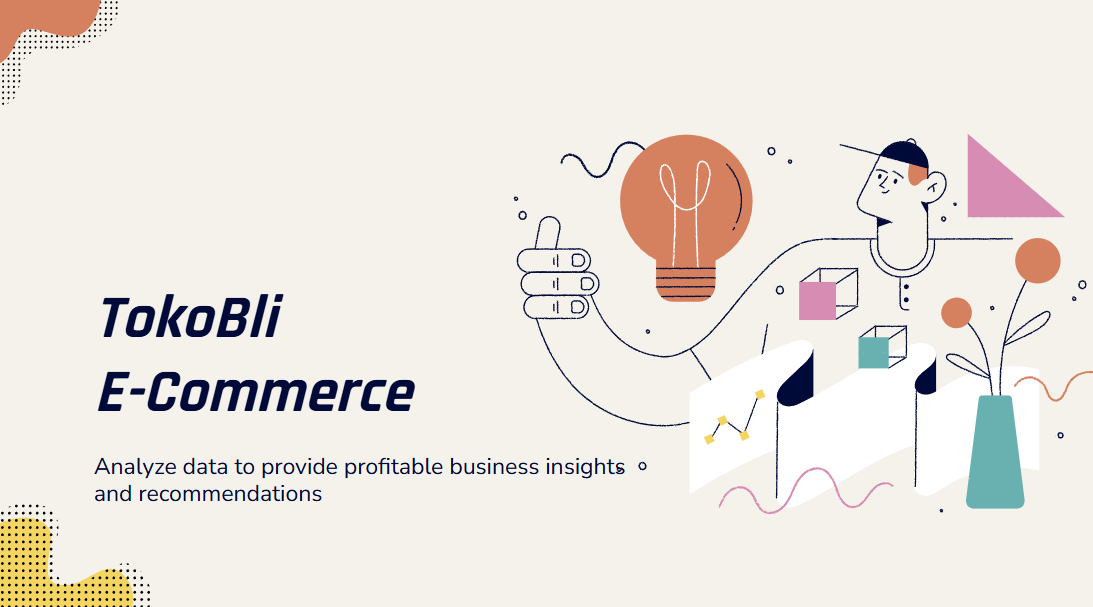 TokoBli
E-Commerce
Analyze data to provide profitable business insights
and recommendations